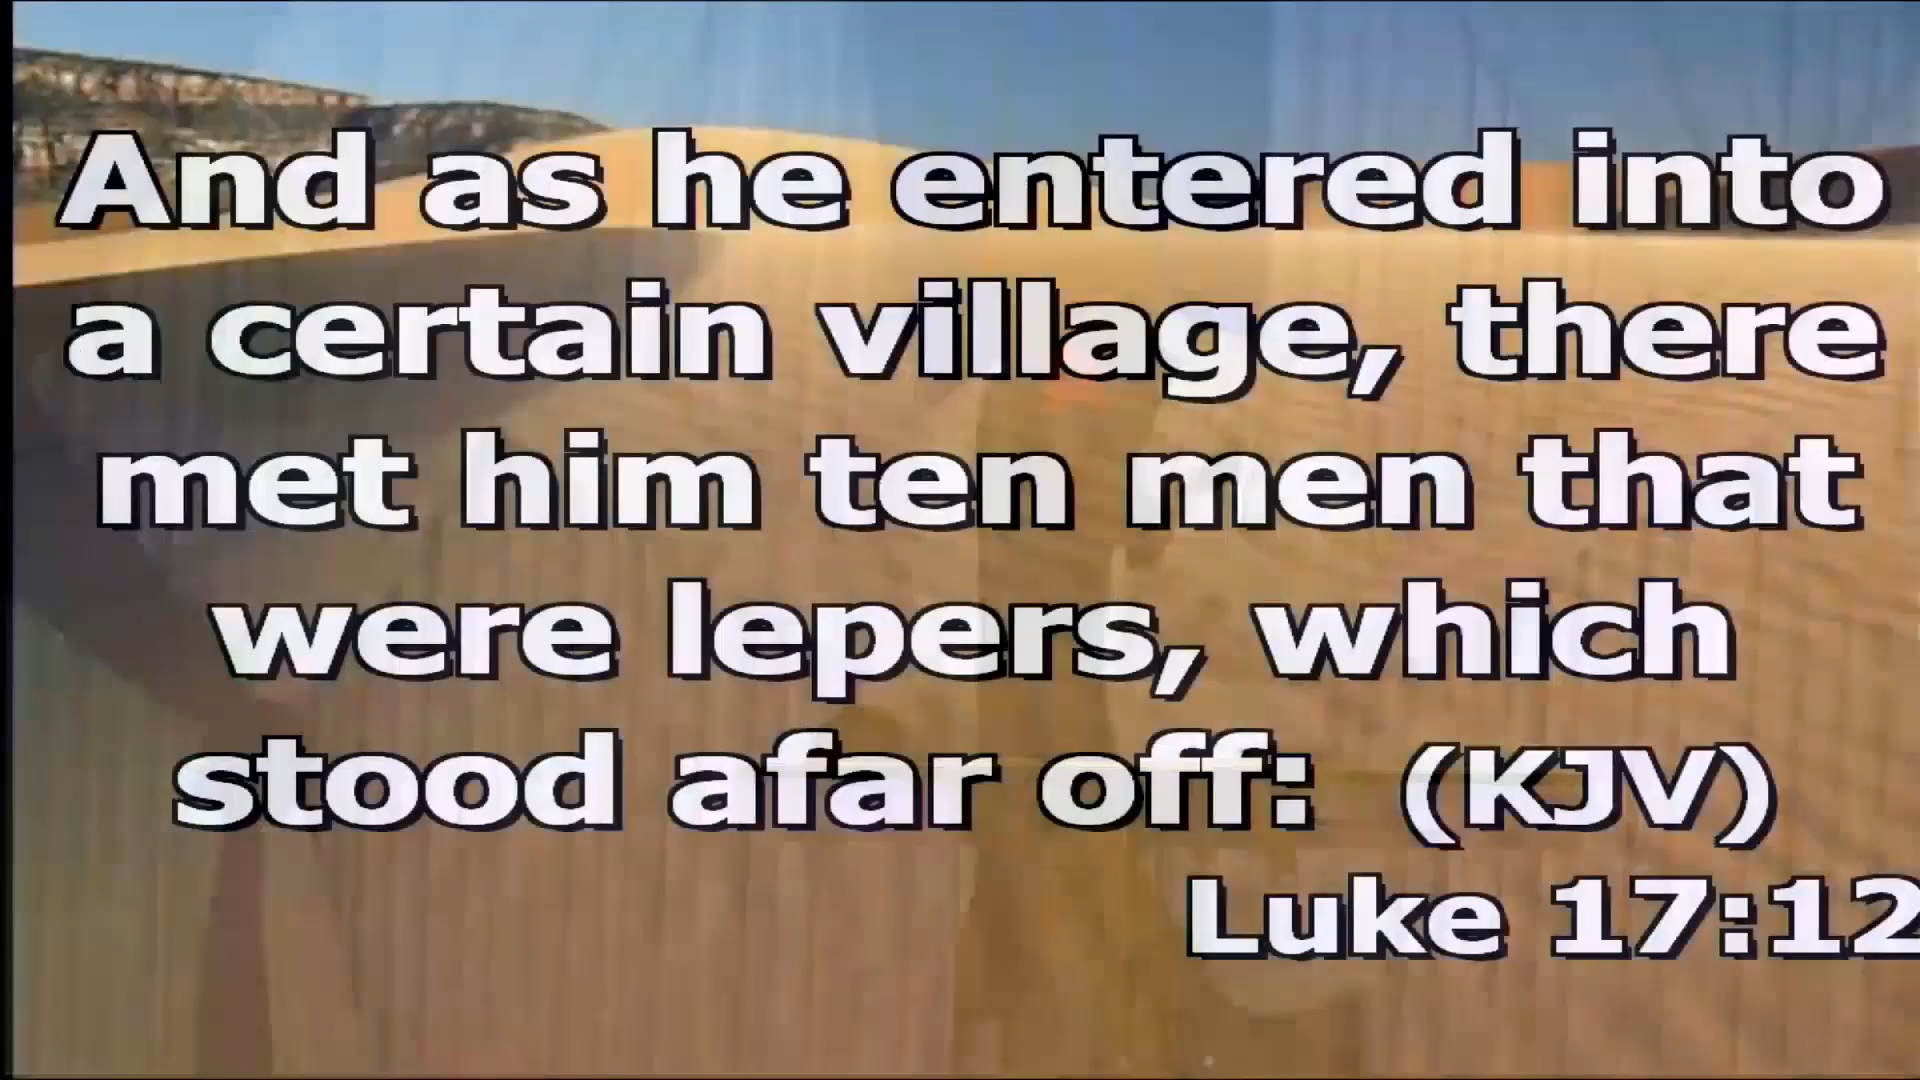 And as he entered into
a certain village, there
met him ten men that
were lepers, which
stood afar off: (KJV)
Luke 17:12